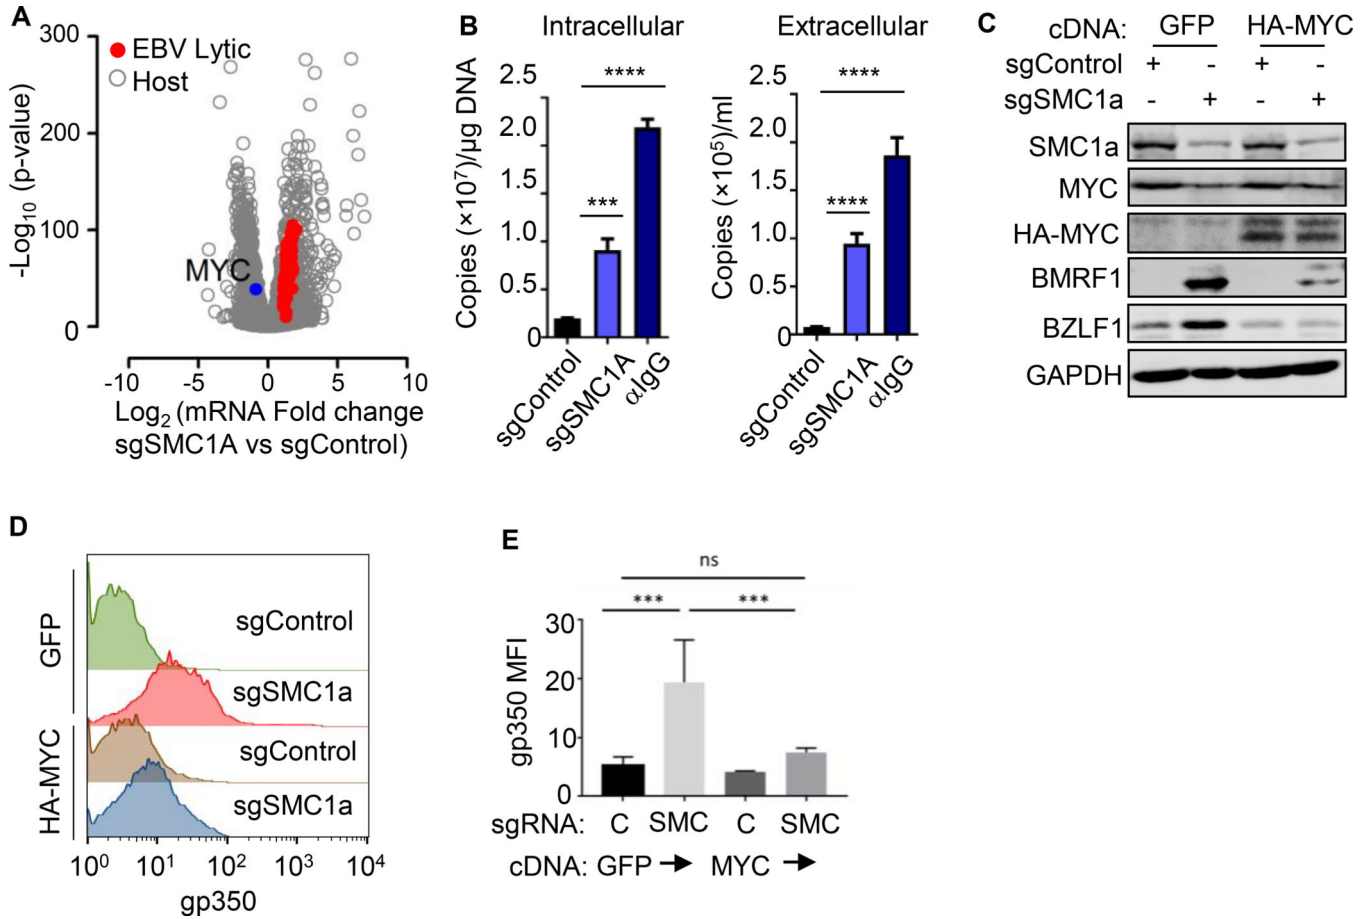 A
-Log10 (p-value)
300
200
100
0
EBV Lytic
Host
MYC
-10 -5 0 5 10
Log2 (mRNA Fold change
sgSMC1A vs sgControl)
B
Intracellular
Copies (×10⁷)/µg DNA
2.5
2.0
1.5
1.0
0.5
0
****
***
sgControl
sgSMC1A
αIgG
Extracellular
Copies (×10⁵)/ml
2.5
2.0
1.5
1.0
0.5
0
****
****
sgControl
sgSMC1A
αIgG
C
cDNA: GFP HA-MYC
sgControl + - + -
sgSMC1a - + - +
SMC1a
MYC
HA-MYC
BMRF1
BZLF1
GAPDH
D
GFP
sgControl
sgSMC1a
HA-MYC
sgControl
sgSMC1a
10⁰ 10¹ 10² 10³ 10⁴
gp350
E
ns
*** ***
gp350 MFI
30
20
10
0
sgRNA: C SMC C SMC
cDNA: GFP → MYC →